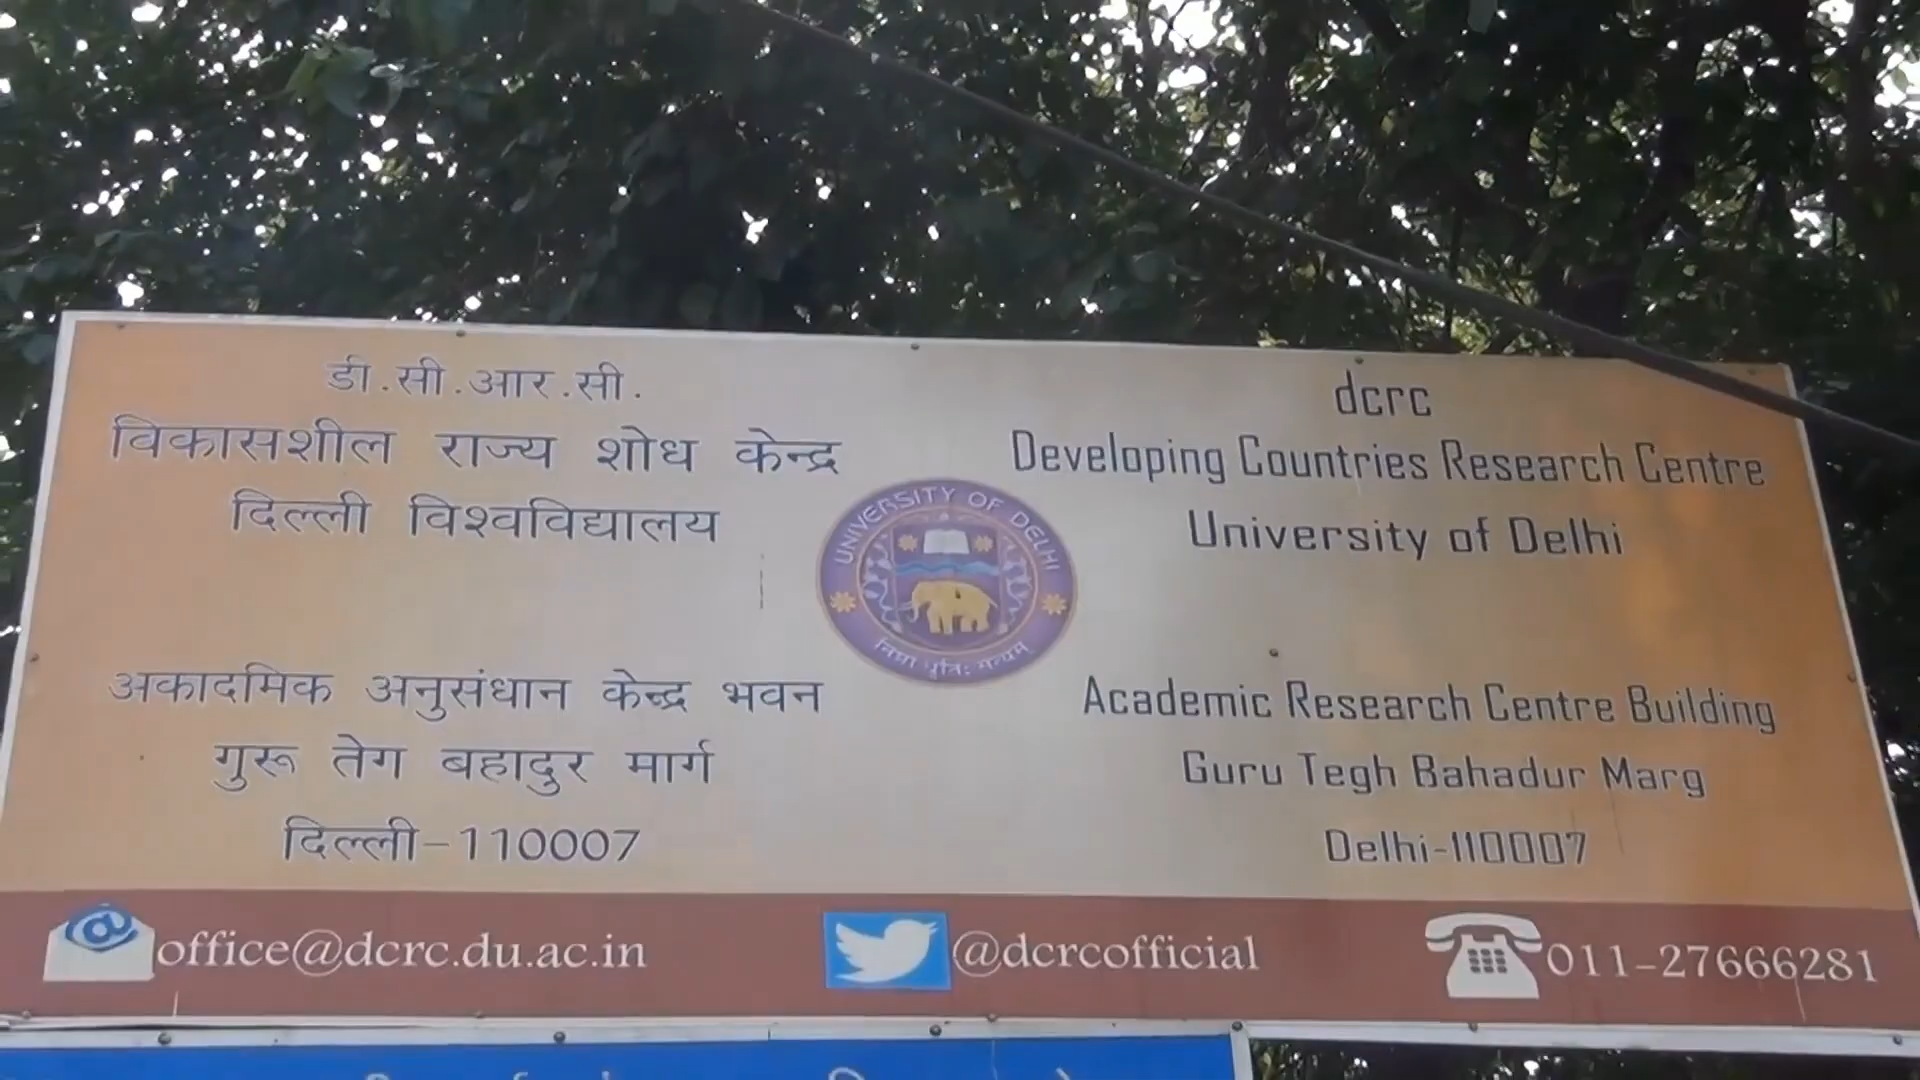 डी.सी.आर.सी.
विकासशील राज्य शोध केन्द्र
दिल्ली विश्वविद्यालय
अकादमिक अनुसंधान केन्द्र भवन
गुरू तेग बहादुर मार्ग
दिल्ली-110007
UNIVERSITY OF DELHI
dcrc
Developing Countries Research Centre
University of Delhi
Academic Research Centre Building
Guru Tegh Bahadur Marg
Delhi-110007
office@dcrc.du.ac.in
@dcrcofficial
011-27666281